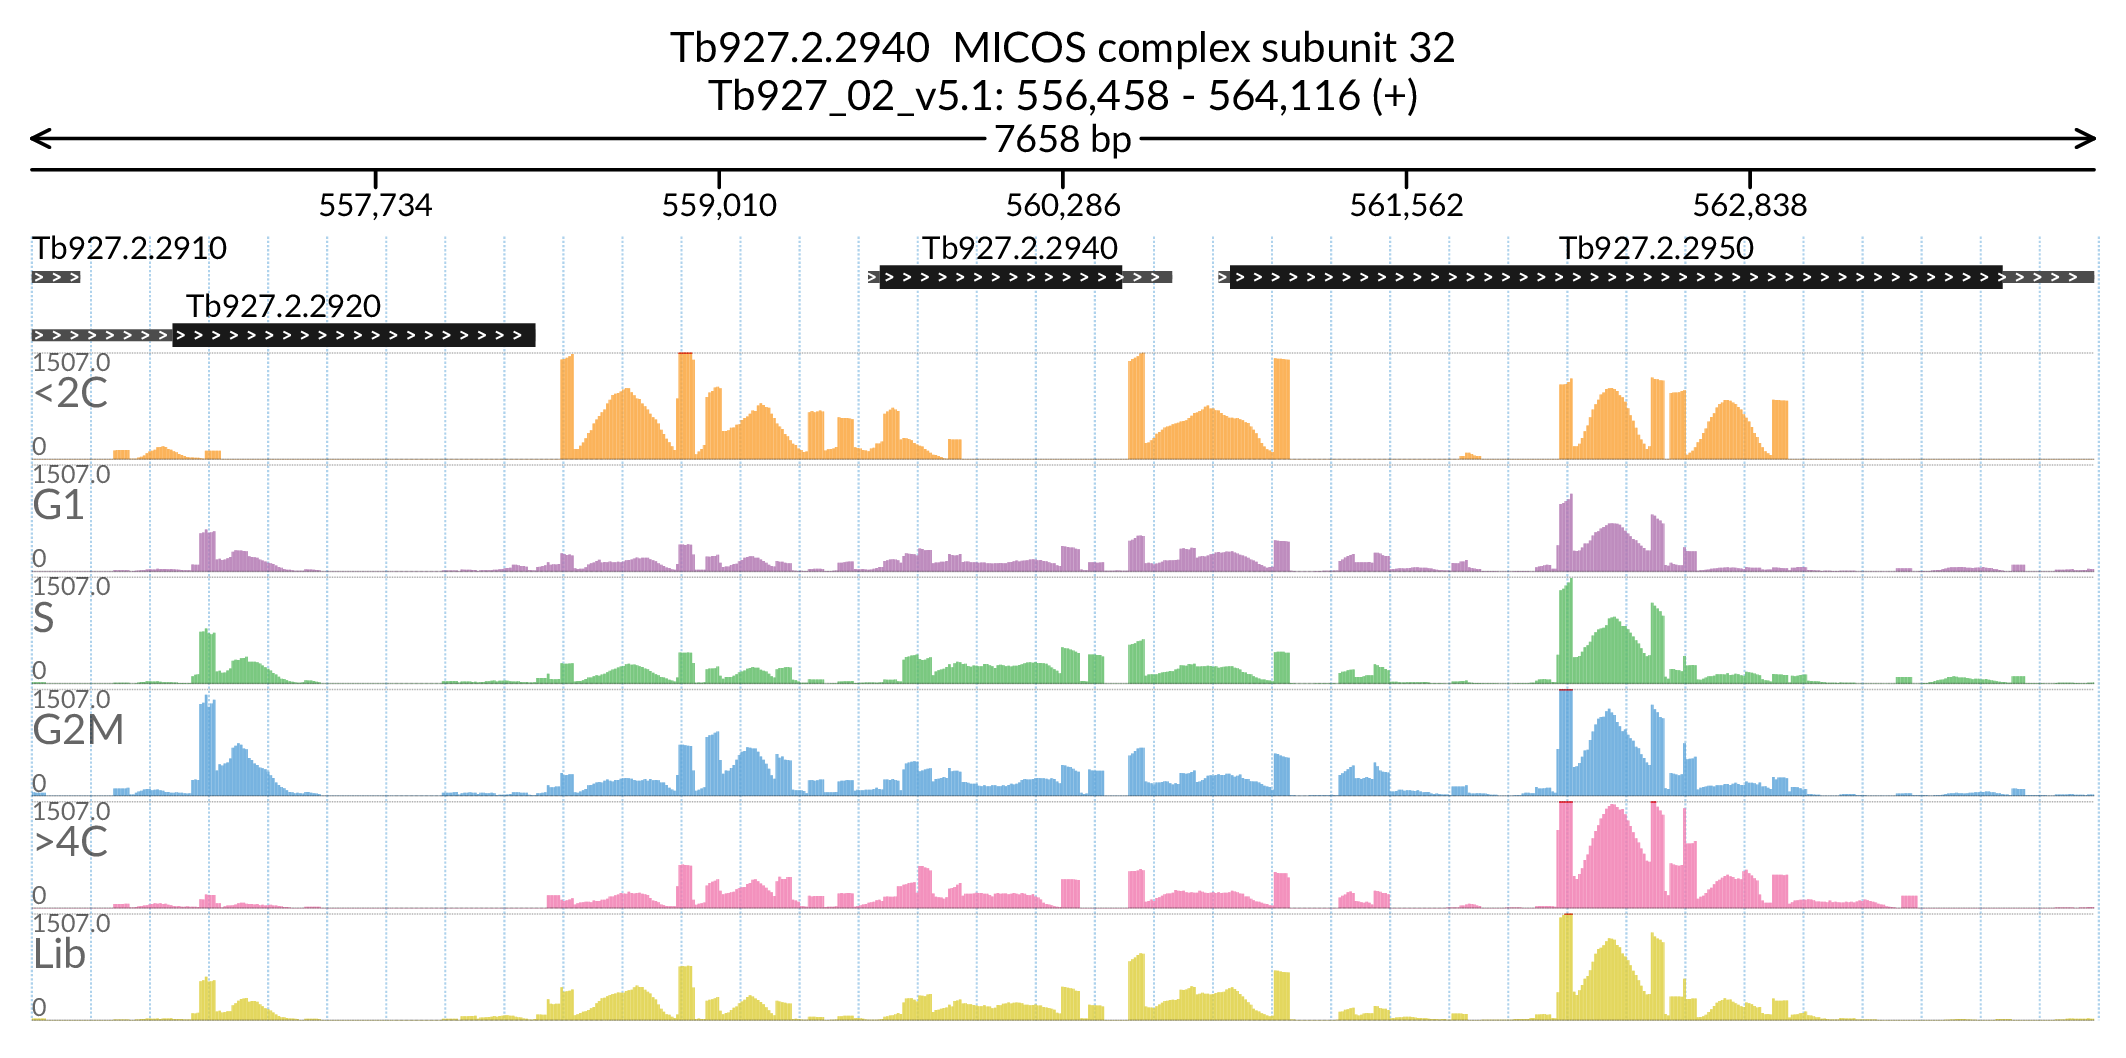 Tb927.2.2940  MICOS complex subunit 32
Tb927_02_v5.1: 556,458 - 564,116 (+)
7658 bp
557,734 559,010 560,286 561,562 562,838
Tb927.2.2910 Tb927.2.2940 Tb927.2.2950
Tb927.2.2920
1507.0
<2C
0
1507.0
G1
0
1507.0
S
0
1507.0
G2M
0
1507.0
>4C
0
1507.0
Lib
0